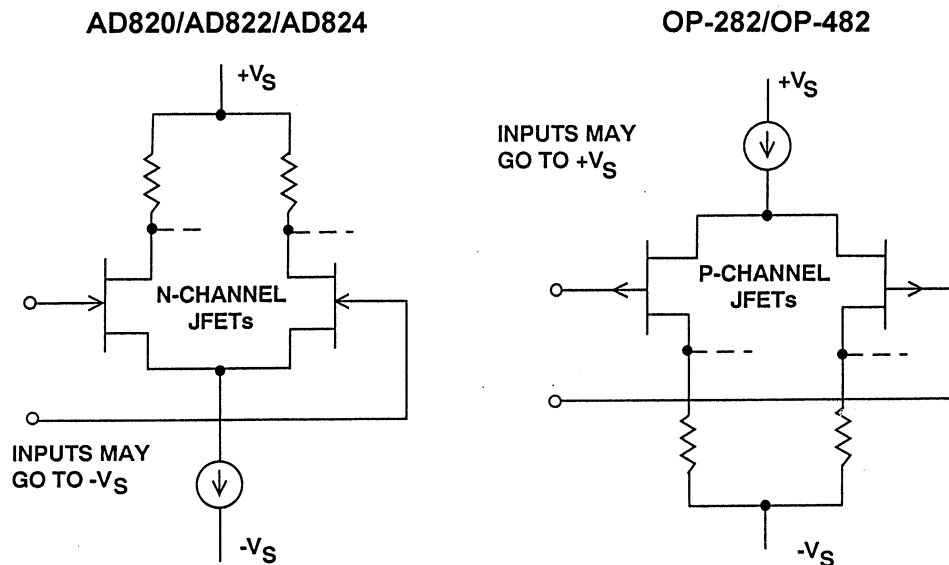 AD820/AD822/AD824
+VS
N-CHANNEL
JFETs
INPUTS MAY
GO TO -VS
-VS
OP-282/OP-482
+VS
INPUTS MAY
GO TO +VS
P-CHANNEL
JFETs
-VS